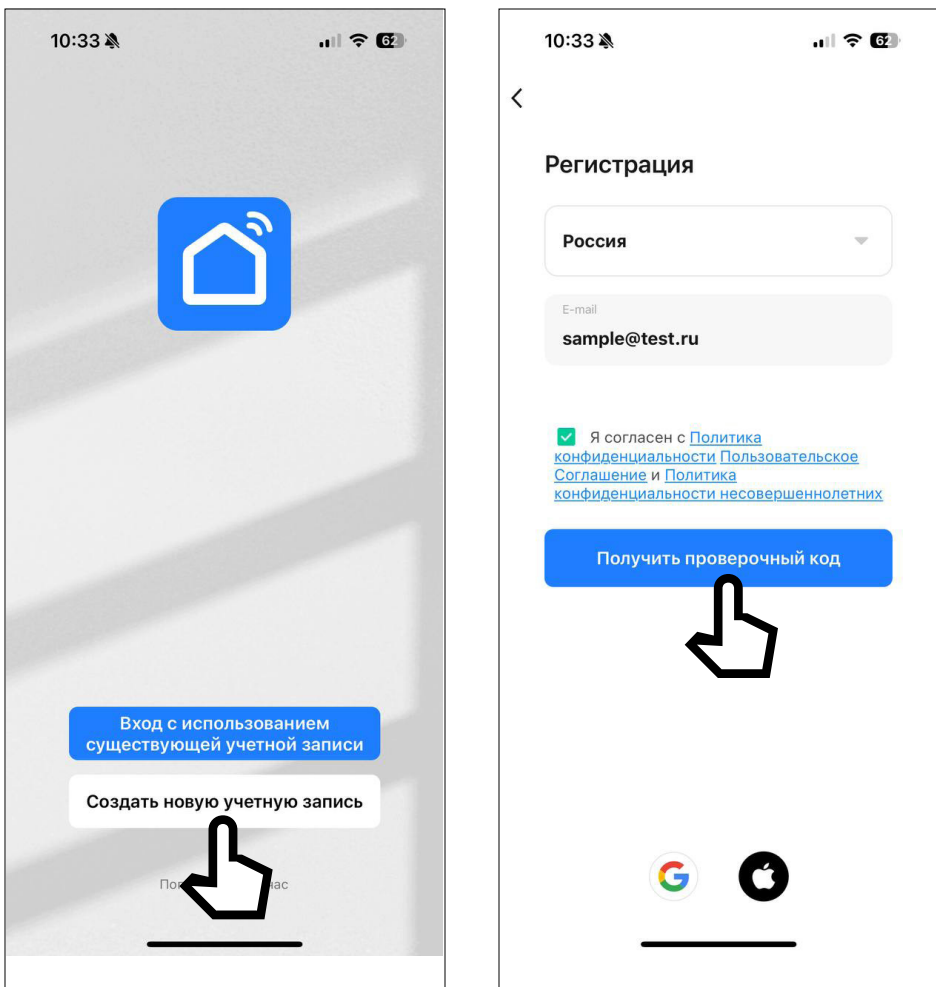 10:33
62
Вход с использованием
существующей учетной записи
Создать новую учетную запись
10:33
62
Регистрация
Россия
E-mail
sample@test.ru
Я согласен с Политика
конфиденциальности Пользовательское
Соглашение и Политика
конфиденциальности несовершеннолетних
Получить проверочный код